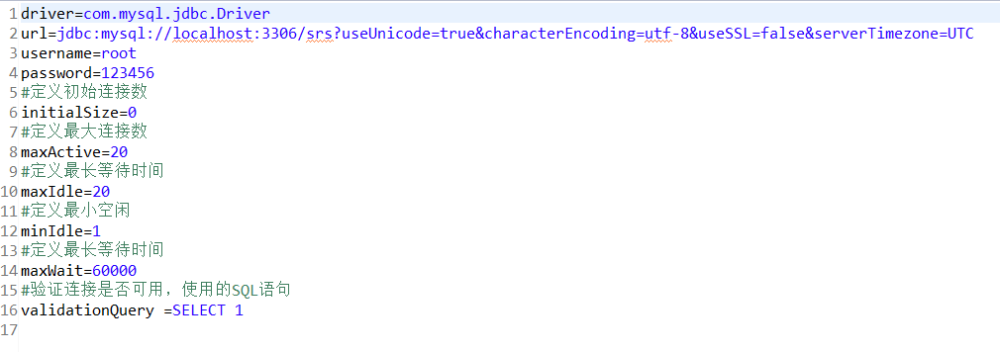 1 driver=com.mysql.jdbc.Driver
2 url=jdbc:mysql://localhost:3306/srs?useUnicode=true&characterEncoding=utf-8&useSSL=false&serverTimezone=UTC
3 username=root
4 password=123456
5 #定义初始连接数
6 initialSize=0
7 #定义最大连接数
8 maxActive=20
9 #定义最长等待时间
10 maxIdle=20
11 #定义最小空闲
12 minIdle=1
13 #定义最长等待时间
14 maxWait=60000
15 #验证连接是否可用，使用的SQL语句
16 validationQuery =SELECT 1
17